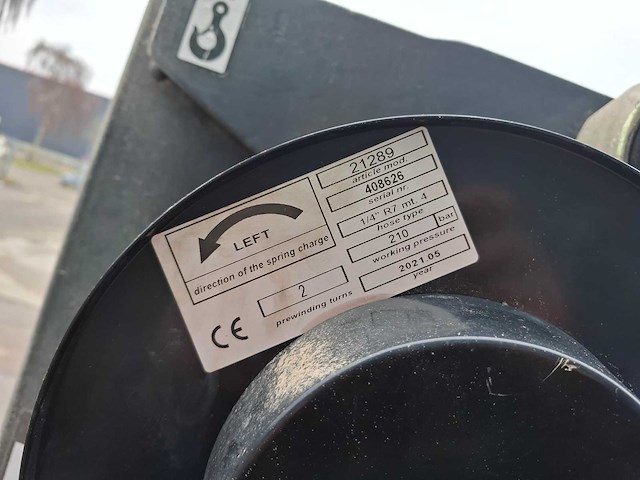 LEFT
direction of the spring charge
2
prewinding turns
CE
21289
article mod.
408626
serial nr.
1/4" R7 mt. 4
hose type
210 bar
working pressure
2021.05
year